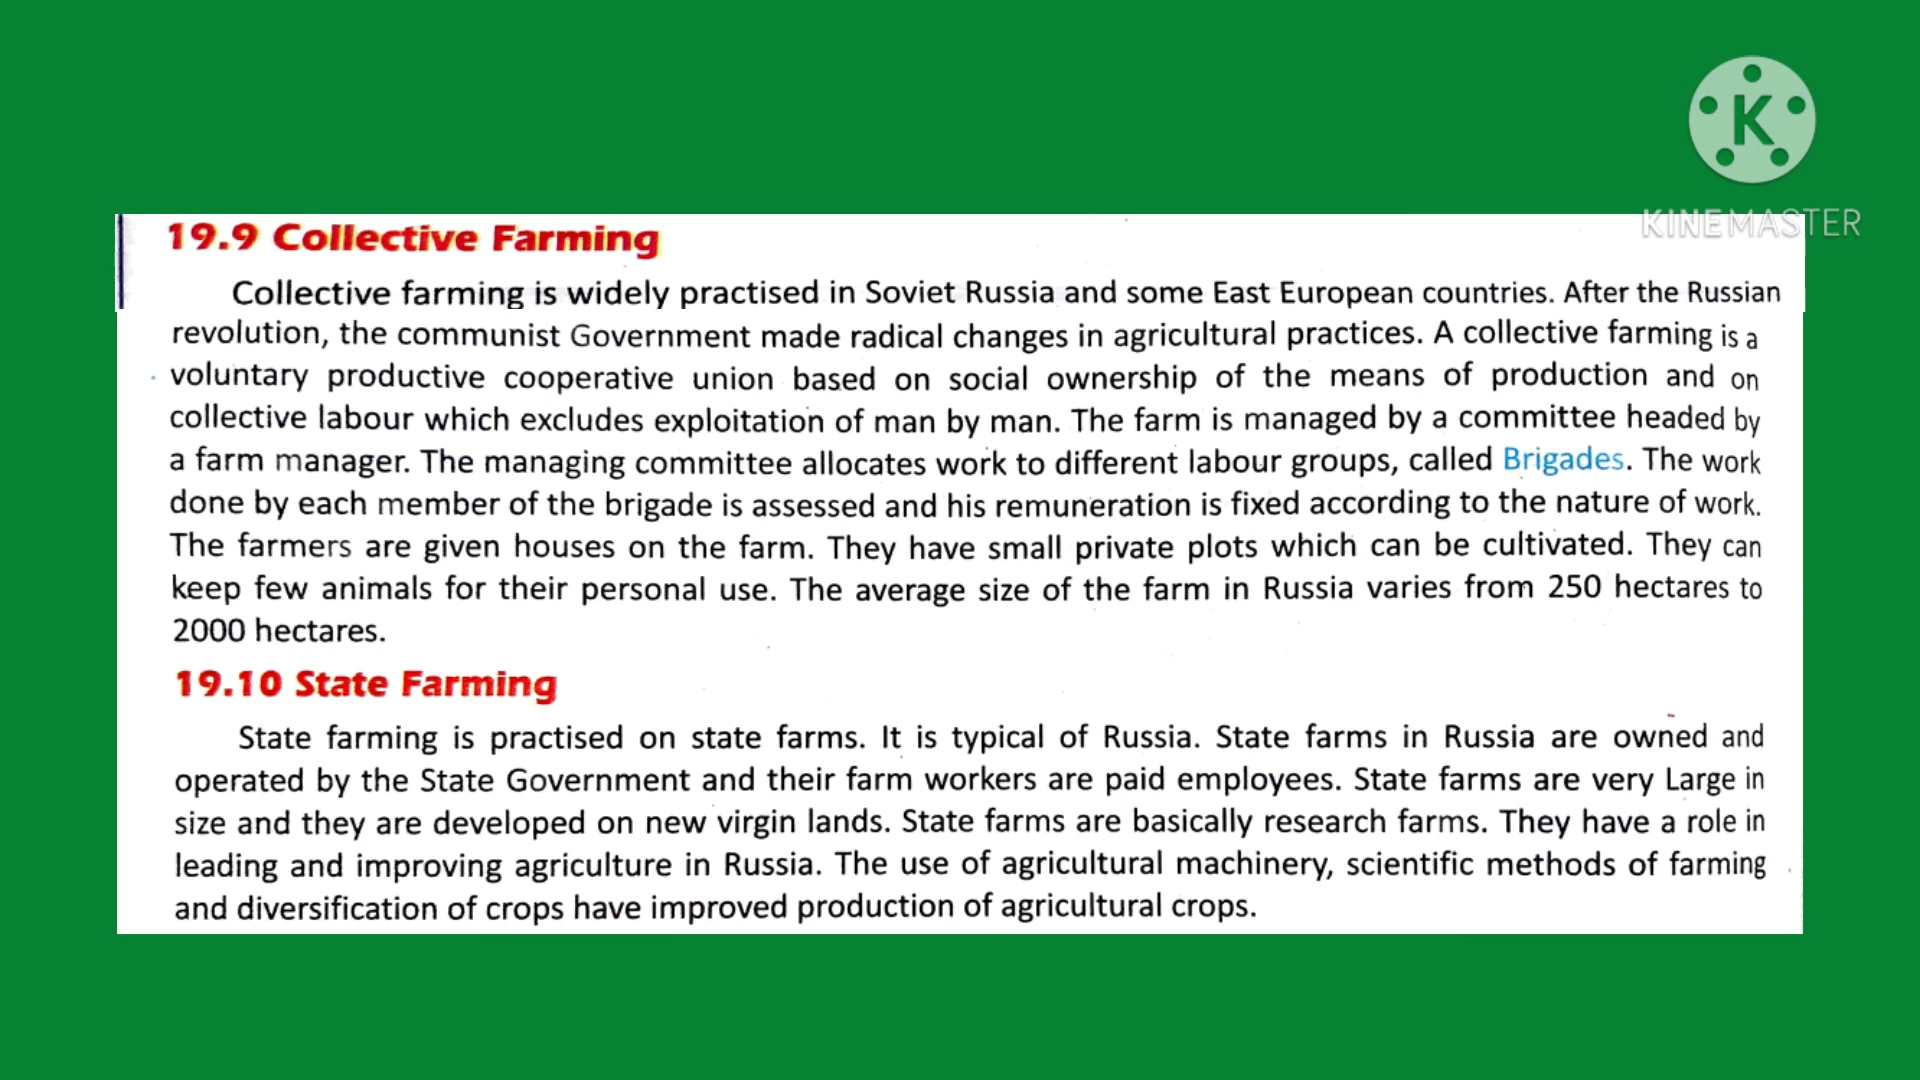 K
KINEMASTER
19.9 Collective Farming
Collective farming is widely practised in Soviet Russia and some East European countries. After the Russian
revolution, the communist Government made radical changes in agricultural practices. A collective farming is a
voluntary productive cooperative union based on social ownership of the means of production and on
collective labour which excludes exploitation of man by man. The farm is managed by a committee headed by
a farm manager. The managing committee allocates work to different labour groups, called Brigades. The work
done by each member of the brigade is assessed and his remuneration is fixed according to the nature of work.
The farmers are given houses on the farm. They have small private plots which can be cultivated. They can
keep few animals for their personal use. The average size of the farm in Russia varies from 250 hectares to
2000 hectares.
19.10 State Farming
State farming is practised on state farms. It is typical of Russia. State farms in Russia are owned and
operated by the State Government and their farm workers are paid employees. State farms are very Large in
size and they are developed on new virgin lands. State farms are basically research farms. They have a role in
leading and improving agriculture in Russia. The use of agricultural machinery, scientific methods of farming
and diversification of crops have improved production of agricultural crops.